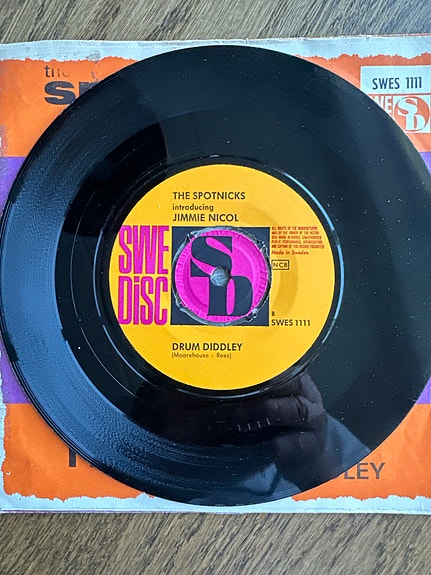 the
SWES 1111
SD
THE SPOTNICKS
introducing
JIMMIE NICOL
SWE
DISC
SD
ALL RIGHTS OF THE MANUFACTURER
AND OF THE OWNER OF THE RECOR-
DED WORK RESERVED. UNAUTHORIZED
PUBLIC PERFORMANCE, BROADCASTING
AND COPYING OF THIS RECORD PROHIBITED
Made in Sweden
NCB
B
SWES 1111
DRUM DIDDLEY
(Moorehouse - Rees)